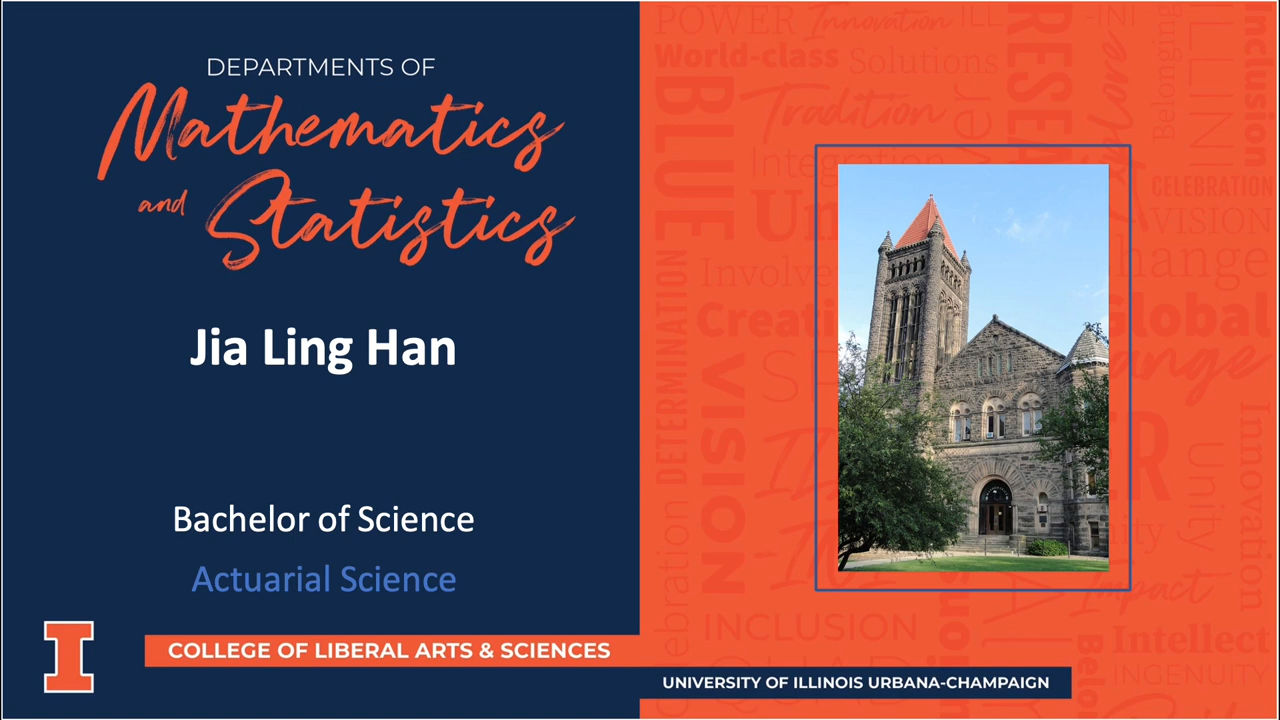 DEPARTMENTS OF
Mathematics
and Statistics
Jia Ling Han
Bachelor of Science
Actuarial Science
I
COLLEGE OF LIBERAL ARTS & SCIENCES
UNIVERSITY OF ILLINOIS URBANA-CHAMPAIGN
POWER
Innovation
World-class
Solutions
BLUE
Tradition
Belonging
ILLINI
Inclusion
CELEBRATION
VISION
DETERMINATION
VISION
Global
Innovation
Unity
INCLUSION
Impact
Intellect
INGENUITY